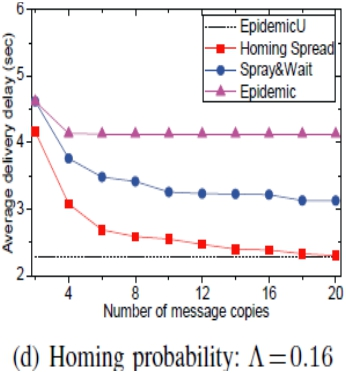 6
EpidemicU
Homing Spread
Spray&Wait
Epidemic
5
4
3
2
Average delivery delay (sec)
4 8 12 16 20
Number of message copies
(d) Homing probability: Λ=0.16